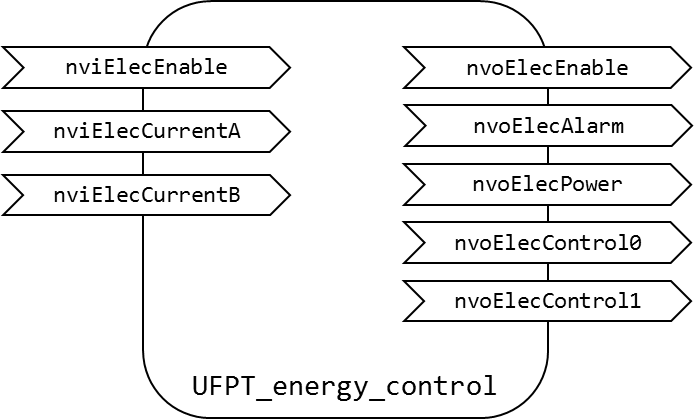 nviElecEnable
nviElecCurrentA
nviElecCurrentB
nvoElecEnable
nvoElecAlarm
nvoElecPower
nvoElecControl0
nvoElecControl1
UFPT_energy_control